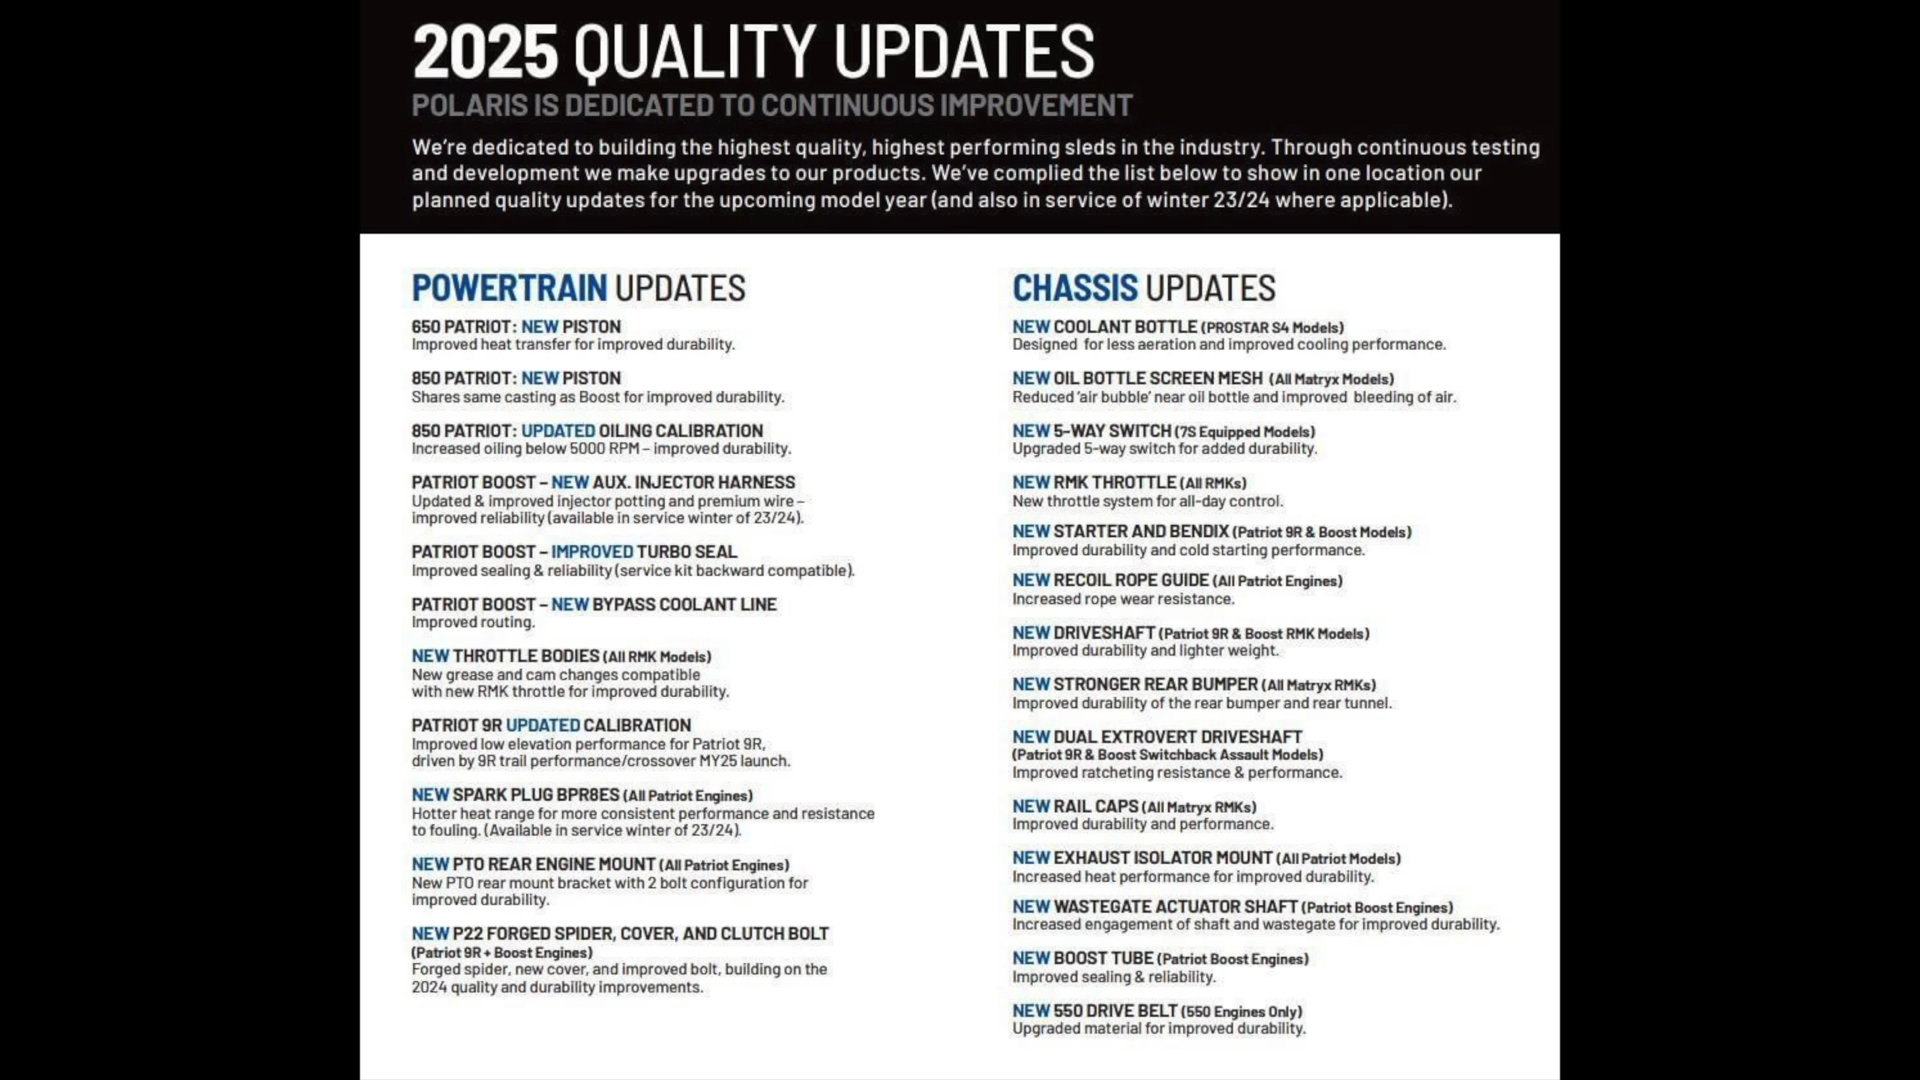 2025 QUALITY UPDATES
POLARIS IS DEDICATED TO CONTINUOUS IMPROVEMENT
We're dedicated to building the highest quality, highest performing sleds in the industry. Through continuous testing
and development we make upgrades to our products. We've complied the list below to show in one location our
planned quality updates for the upcoming model year (and also in service of winter 23/24 where applicable).
POWERTRAIN UPDATES
650 PATRIOT: NEW PISTON
Improved heat transfer for improved durability.
850 PATRIOT: NEW PISTON
Shares same casting as Boost for improved durability.
850 PATRIOT: UPDATED OILING CALIBRATION
Increased oiling below 5000 RPM – improved durability.
PATRIOT BOOST – NEW AUX. INJECTOR HARNESS
Updated & improved injector potting and premium wire –
improved reliability (available in service winter of 23/24).
PATRIOT BOOST – IMPROVED TURBO SEAL
Improved sealing & reliability (service kit backward compatible).
PATRIOT BOOST – NEW BYPASS COOLANT LINE
Improved routing.
NEW THROTTLE BODIES (All RMK Models)
New grease and cam changes compatible
with new RMK throttle for improved durability.
PATRIOT 9R UPDATED CALIBRATION
Improved low elevation performance for Patriot 9R,
driven by 9R trail performance/crossover MY25 launch.
NEW SPARK PLUG BPR8ES (All Patriot Engines)
Hotter heat range for more consistent performance and resistance
to fouling. (Available in service winter of 23/24).
NEW PTO REAR ENGINE MOUNT (All Patriot Engines)
New PTO rear mount bracket with 2 bolt configuration for
improved durability.
NEW P22 FORGED SPIDER, COVER, AND CLUTCH BOLT
(Patriot 9R + Boost Engines)
Forged spider, new cover, and improved bolt, building on the
2024 quality and durability improvements.
CHASSIS UPDATES
NEW COOLANT BOTTLE (PROSTAR S4 Models)
Designed for less aeration and improved cooling performance.
NEW OIL BOTTLE SCREEN MESH (All Matryx Models)
Reduced 'air bubble' near oil bottle and improved bleeding of air.
NEW 5-WAY SWITCH (7S Equipped Models)
Upgraded 5-way switch for added durability.
NEW RMK THROTTLE (All RMKs)
New throttle system for all-day control.
NEW STARTER AND BENDIX (Patriot 9R & Boost Models)
Improved durability and cold starting performance.
NEW RECOIL ROPE GUIDE (All Patriot Engines)
Increased rope wear resistance.
NEW DRIVESHAFT (Patriot 9R & Boost RMK Models)
Improved durability and lighter weight.
NEW STRONGER REAR BUMPER (All Matryx RMKs)
Improved durability of the rear bumper and rear tunnel.
NEW DUAL EXTROVERT DRIVESHAFT
(Patriot 9R & Boost Switchback Assault Models)
Improved ratcheting resistance & performance.
NEW RAIL CAPS (All Matryx RMKs)
Improved durability and performance.
NEW EXHAUST ISOLATOR MOUNT (All Patriot Models)
Increased heat performance for improved durability.
NEW WASTEGATE ACTUATOR SHAFT (Patriot Boost Engines)
Increased engagement of shaft and wastegate for improved durability.
NEW BOOST TUBE (Patriot Boost Engines)
Improved sealing & reliability.
NEW 550 DRIVE BELT (550 Engines Only)
Upgraded material for improved durability.